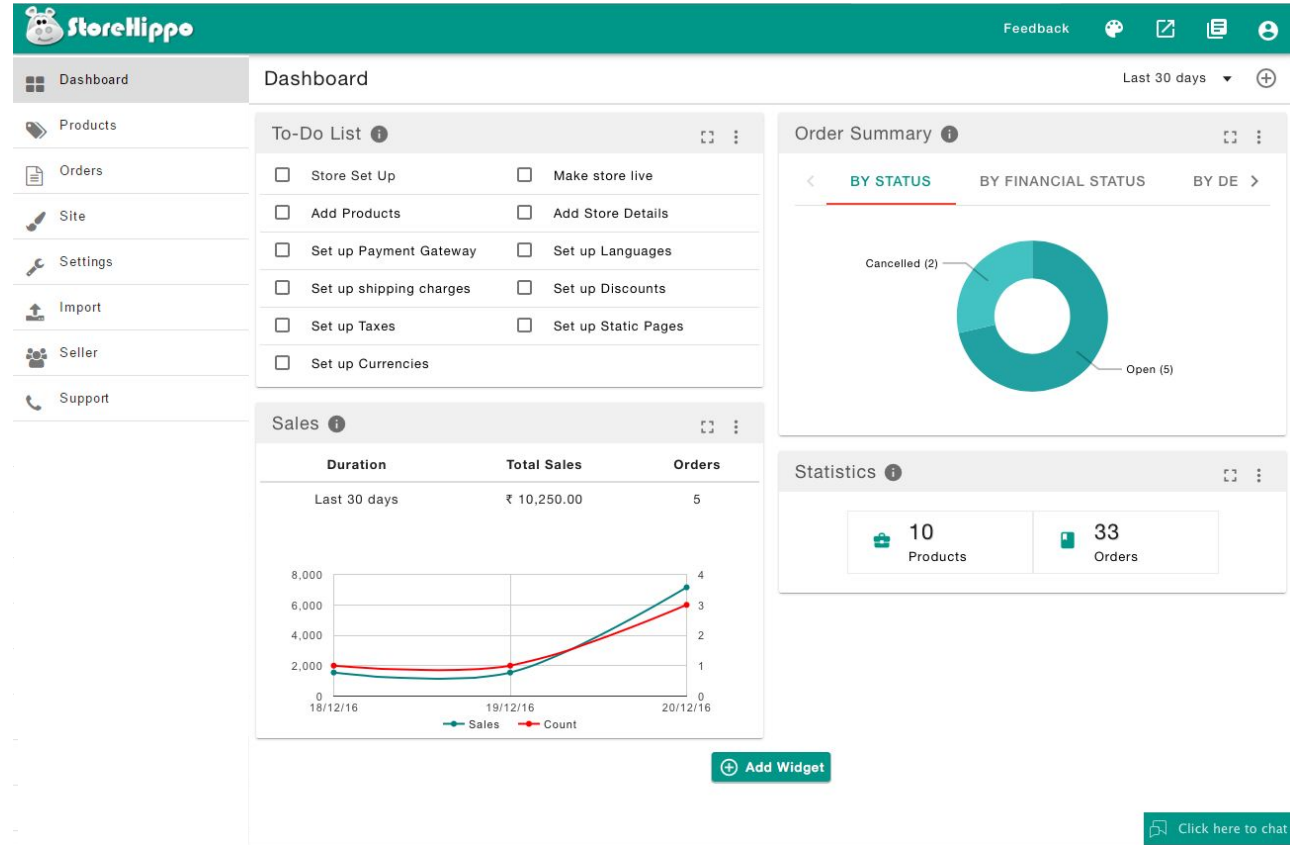 StoreHippo
Feedback
Dashboard
Products
Orders
Site
Settings
Import
Seller
Support
Dashboard
Last 30 days
To-Do List
Store Set Up
Make store live
Add Products
Add Store Details
Set up Payment Gateway
Set up Languages
Set up shipping charges
Set up Discounts
Set up Taxes
Set up Static Pages
Set up Currencies
Order Summary
BY STATUS BY FINANCIAL STATUS BY DE
Cancelled (2)
Open (5)
Sales
Duration Total Sales Orders
Last 30 days ₹ 10,250.00 5
8,000 4
6,000 3
4,000 2
2,000 1
0 0
18/12/16 19/12/16 20/12/16
Sales Count
Statistics
10
Products
33
Orders
Add Widget
Click here to chat